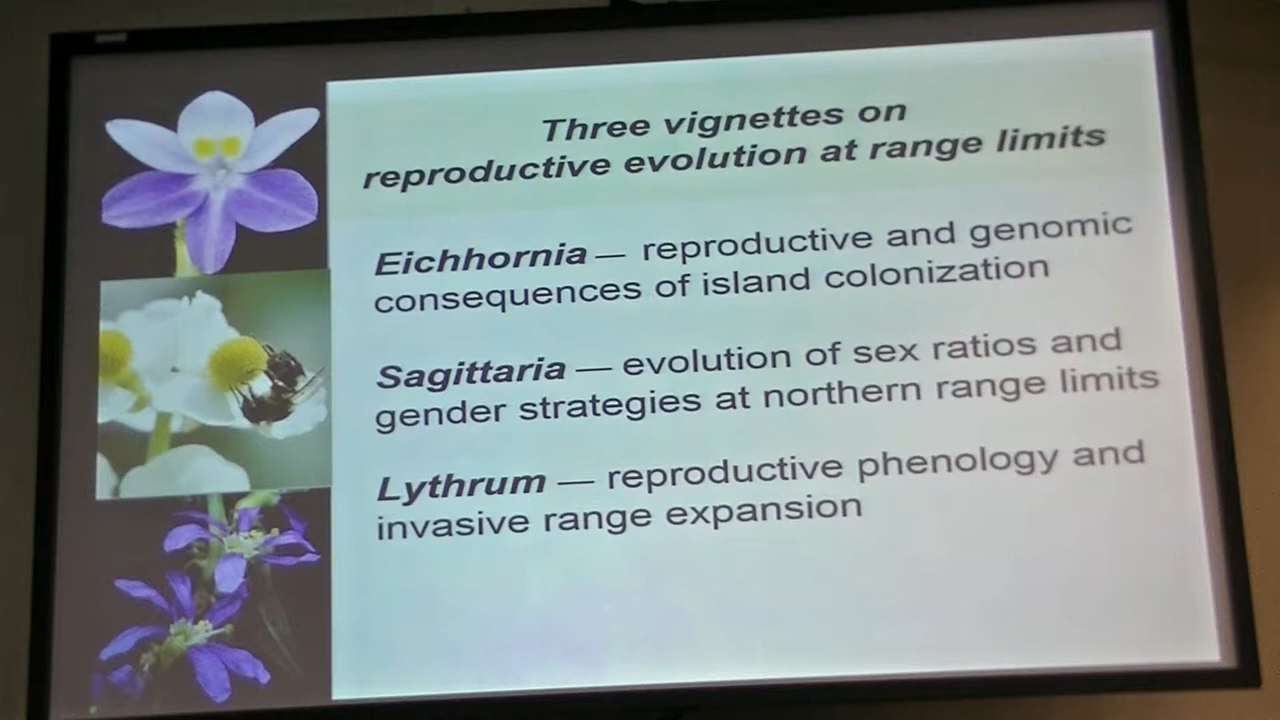 Three vignettes on
reproductive evolution at range limits
Eichhornia — reproductive and genomic
consequences of island colonization
Sagittaria — evolution of sex ratios and
gender strategies at northern range limits
Lythrum — reproductive phenology and
invasive range expansion